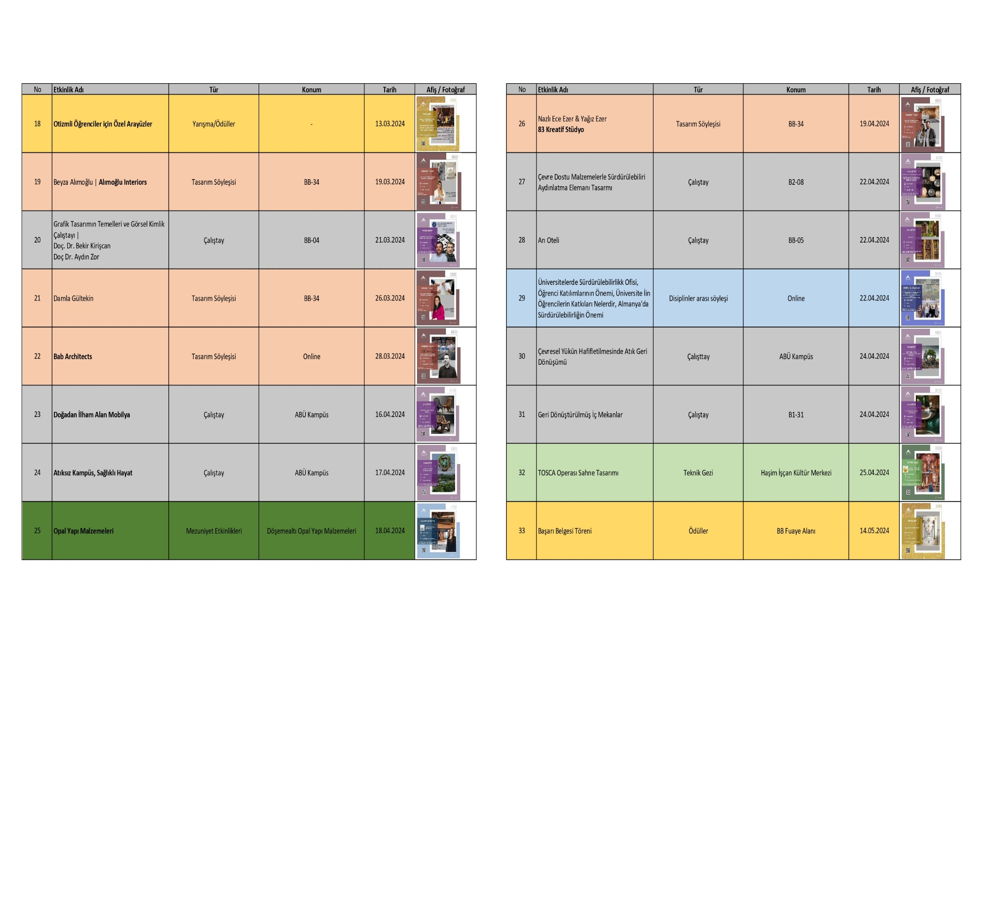 No Etkinlik Adı Tür Konum Tarih Afiş / Fotoğraf
18 Otizmli Öğrenciler için Özel Arayüzler Yarışma/Ödüller - 13.03.2024
19 Beyza Alımoğlu | Alımoğlu Interiors Tasarım Söyleşisi BB-34 19.03.2024
Grafik Tasarımın Temelleri ve Görsel Kimlik
Çalıştayı |
20 Çalıştay BB-04 21.03.2024
Doç. Dr. Bekir Kirişcan
Doç Dr. Aydın Zor
21 Damla Gültekin Tasarım Söyleşisi BB-34 26.03.2024
22 Bab Architects Tasarım Söyleşisi Online 28.03.2024
23 Doğadan İlham Alan Mobilya Çalıştay ABÜ Kampüs 16.04.2024
24 Atıksız Kampüs, Sağlıklı Hayat Çalıştay ABÜ Kampüs 17.04.2024
25 Opal Yapı Malzemeleri Mezuniyet Etkinlikleri Döşemealtı Opal Yapı Malzemeleri 18.04.2024
No Etkinlik Adı Tür Konum Tarih Afiş / Fotoğraf
Nazlı Ece Ezer & Yağız Ezer
26 Tasarım Söyleşisi BB-34 19.04.2024
83 Kreatif Stüdyo
Çevre Dostu Malzemelerle Sürdürülebiliri
27 Çalıştay B2-08 22.04.2024
Aydınlatma Elemanı Tasarmı
28 Arı Oteli Çalıştay BB-05 22.04.2024
Üniversitelerde Sürdürülebilirlikk Ofisi,
Öğrenci Katılımlarının Önemi, Üniversite İin
29 Disiplinler arası söyleşi Online 22.04.2024
Öğrencilerin Katkıları Nelerdir, Almanya'da
Sürdürülebilirliğin Önemi
Çevresel Yükün Hafifletilmesinde Atık Geri
30 Çalışttay ABÜ Kampüs 24.04.2024
Dönüşümü
31 Geri Dönüştürülmüş İç Mekanlar Çalıştay B1-31 24.04.2024
32 TOSCA Operası Sahne Tasarımı Teknik Gezi Haşim İşçan Kültür Merkezi 25.04.2024
33 Başarı Belgesi Töreni Ödüller BB Fuaye Alanı 14.05.2024